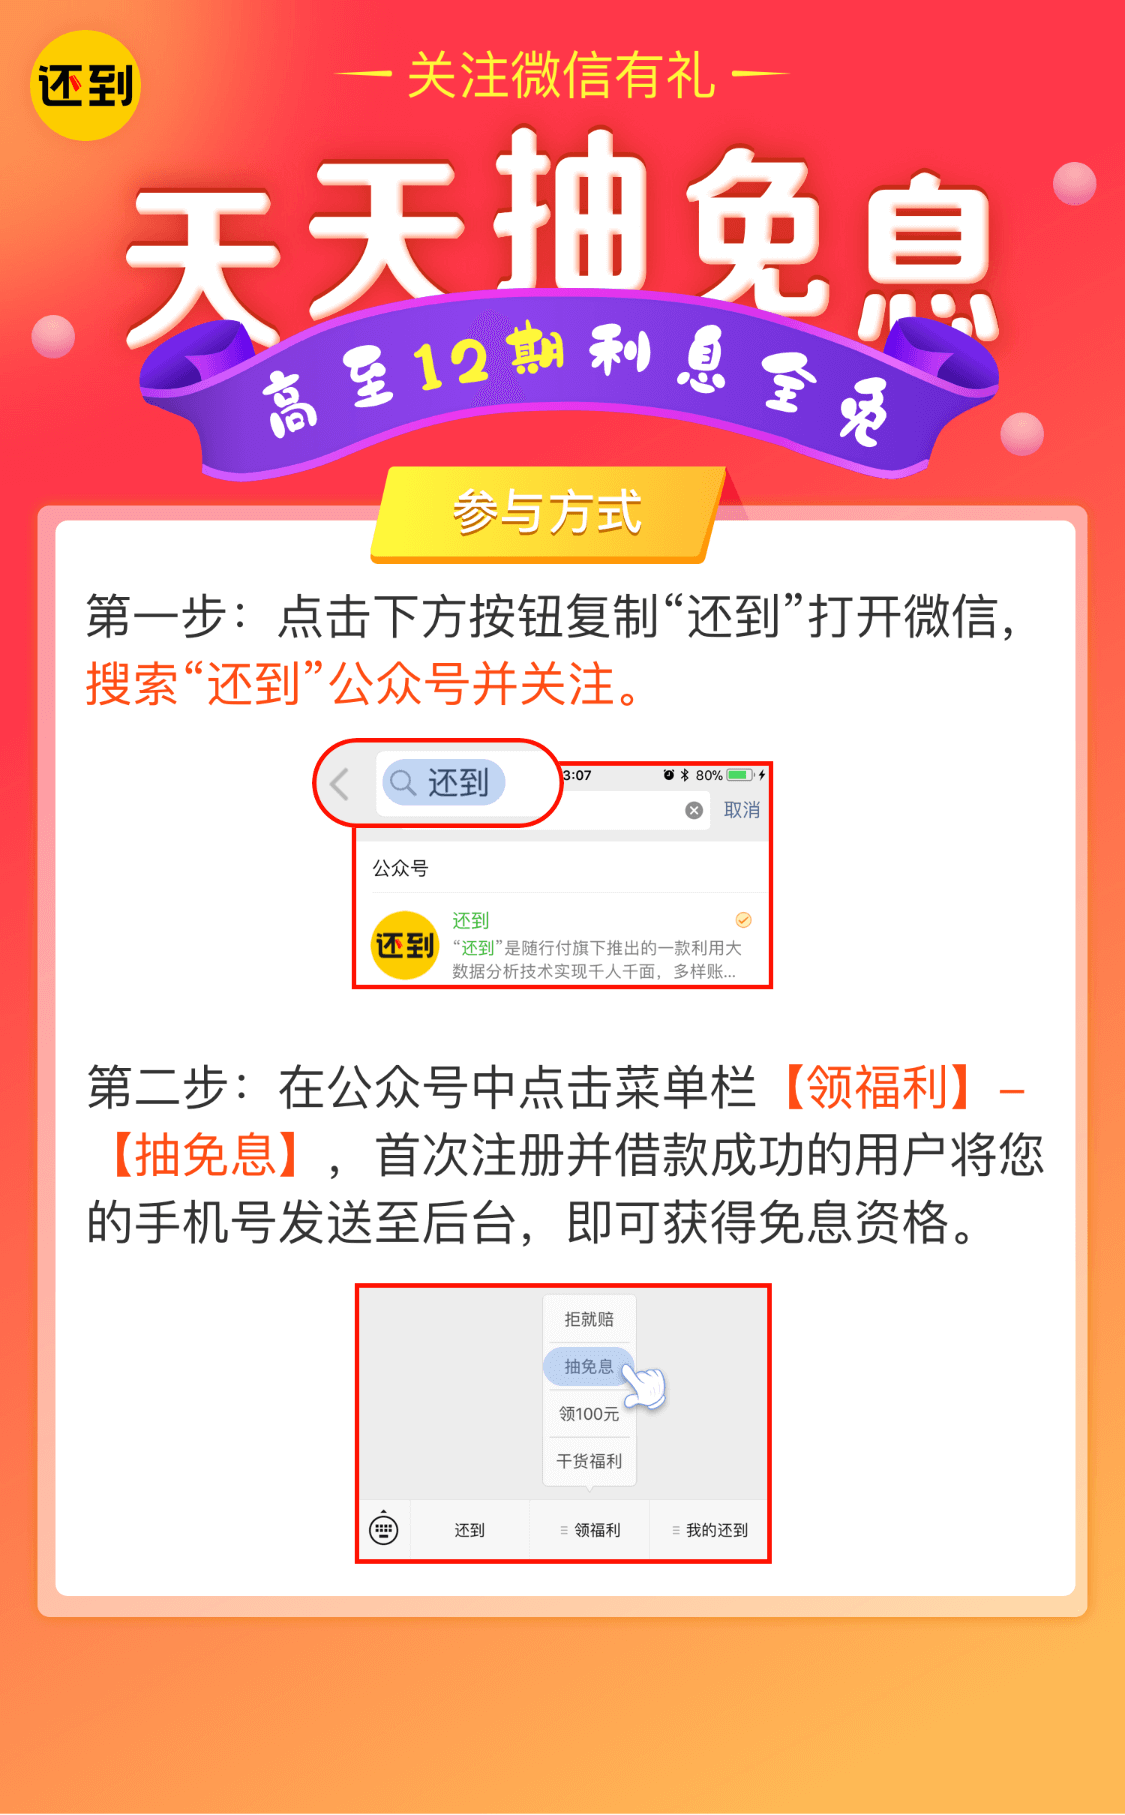 还到
关注微信有礼
天天抽免息
高至12期利息全免
参与方式
第一步：点击下方按钮复制“还到”打开微信，
搜索“还到”公众号并关注。
还到
3:07 80%
取消
公众号
还到
还到
“还到”是随行付旗下推出的一款利用大
数据分析技术实现千人千面，多样账...
第二步：在公众号中点击菜单栏【领福利】–
【抽免息】，首次注册并借款成功的用户将您
的手机号发送至后台，即可获得免息资格。
拒就赔
抽免息
领100元
干货福利
还到 领福利 我的还到